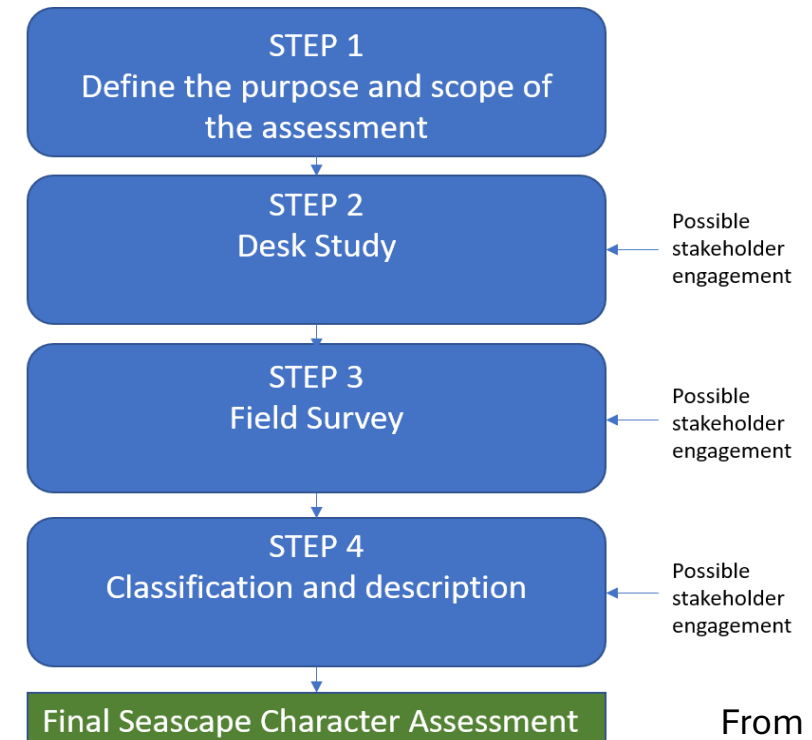 STEP 1
Define the purpose and scope of
the assessment
STEP 2
Desk Study
Possible
stakeholder
engagement
STEP 3
Field Survey
Possible
stakeholder
engagement
STEP 4
Classification and description
Possible
stakeholder
engagement
Final Seascape Character Assessment
From